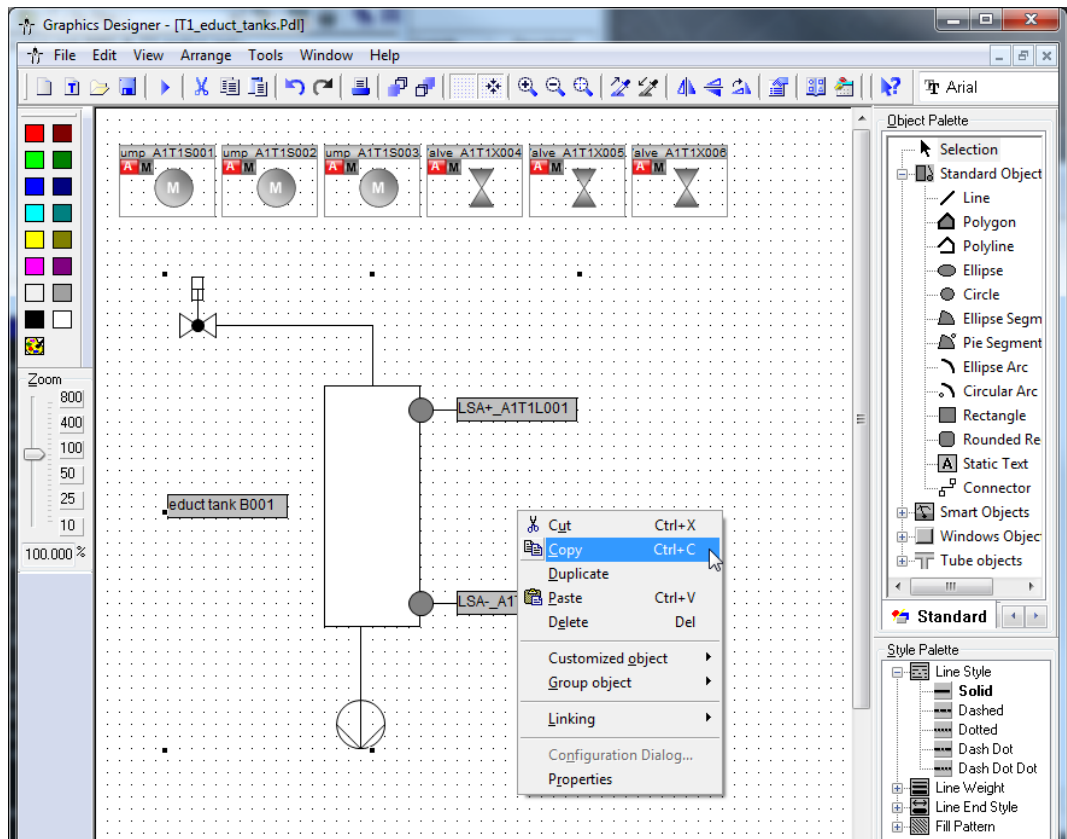 Graphics Designer - [T1_educt_tanks.Pdl]
File Edit View Arrange Tools Window Help
Arial
Zoom
800
400
100
50
25
10
100.000 %
ump_A1T1S001
ump_A1T1S002
ump_A1T1S003
alve_A1T1X004
alve_A1T1X005
alve_A1T1X006
A M
A M
A M
A M
A M
A M
M
M
M
LSA+_A1T1L001
educt tank B001
LSA-_A1T
Cut Ctrl+X
Copy Ctrl+C
Duplicate
Paste Ctrl+V
Delete Del
Customized object
Group object
Linking
Configuration Dialog...
Properties
Object Palette
Selection
Standard Object
Line
Polygon
Polyline
Ellipse
Circle
Ellipse Segm
Pie Segment
Ellipse Arc
Circular Arc
Rectangle
Rounded Re
A Static Text
Connector
Smart Objects
Windows Objec
Tube objects
Standard
Style Palette
Line Style
Solid
Dashed
Dotted
Dash Dot
Dash Dot Dot
Line Weight
Line End Style
Fill Pattern